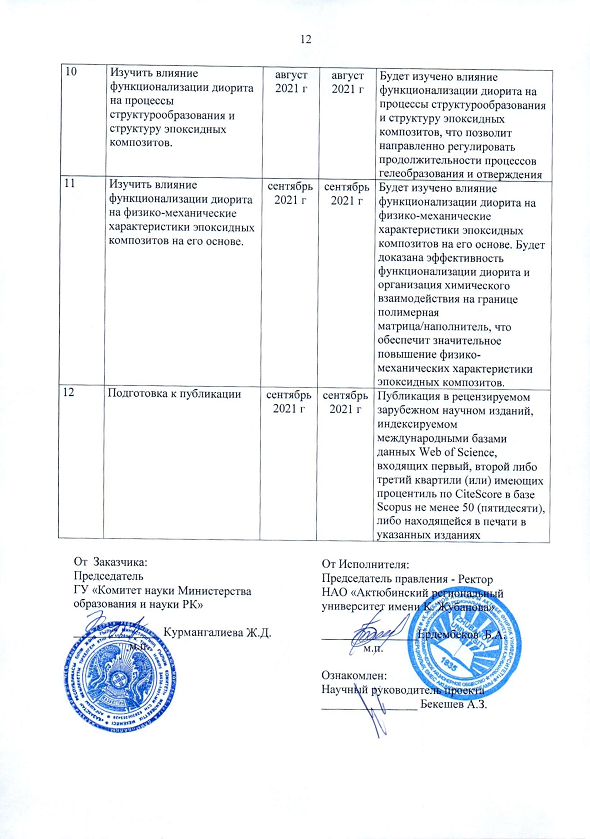 12
10
Изучить влияние
функционализации диорита
на процессы
структурообразования и
структуру эпоксидных
композитов.
август
2021 г
август
2021 г
Будет изучено влияние
функционализации диорита на
процессы структурообразования
и структуру эпоксидных
композитов, что позволит
направленно регулировать
продолжительности процессов
гелеобразования и отверждения
11
Изучить влияние
функционализации диорита
на физико-механические
характеристики эпоксидных
композитов на его основе.
сентябрь
2021 г
сентябрь
2021 г
Будет изучено влияние
функционализации диорита на
физико-механические
характеристики эпоксидных
композитов на его основе. Будет
доказана эффективность
функционализации диорита и
организация химического
взаимодействия на границе
полимерная
матрица/наполнитель, что
обеспечит значительное
повышение физико-
механических характеристики
эпоксидных композитов.
12
Подготовка к публикации
сентябрь
2021 г
сентябрь
2021 г
Публикация в рецензируемом
зарубежном научном изданий,
индексируемом
международными базами
данных Web of Science,
входящих первый, второй либо
третий квартили (или) имеющих
процентиль по CiteScore в базе
Scopus не менее 50 (пятидесяти),
либо находящейся в печати в
указанных изданиях
От Заказчика:
Председатель
ГУ «Комитет науки Министерства
образования и науки РК»
Курмангалиева Ж.Д.
м.п.
От Исполнителя:
Председатель правления - Ректор
НАО «Актюбинский региональный
университет имени К. Жубанова»
Ердембеков Б.А.
м.п.
1935
Ознакомлен:
Научный руководитель проекта
Бекешев А.З.